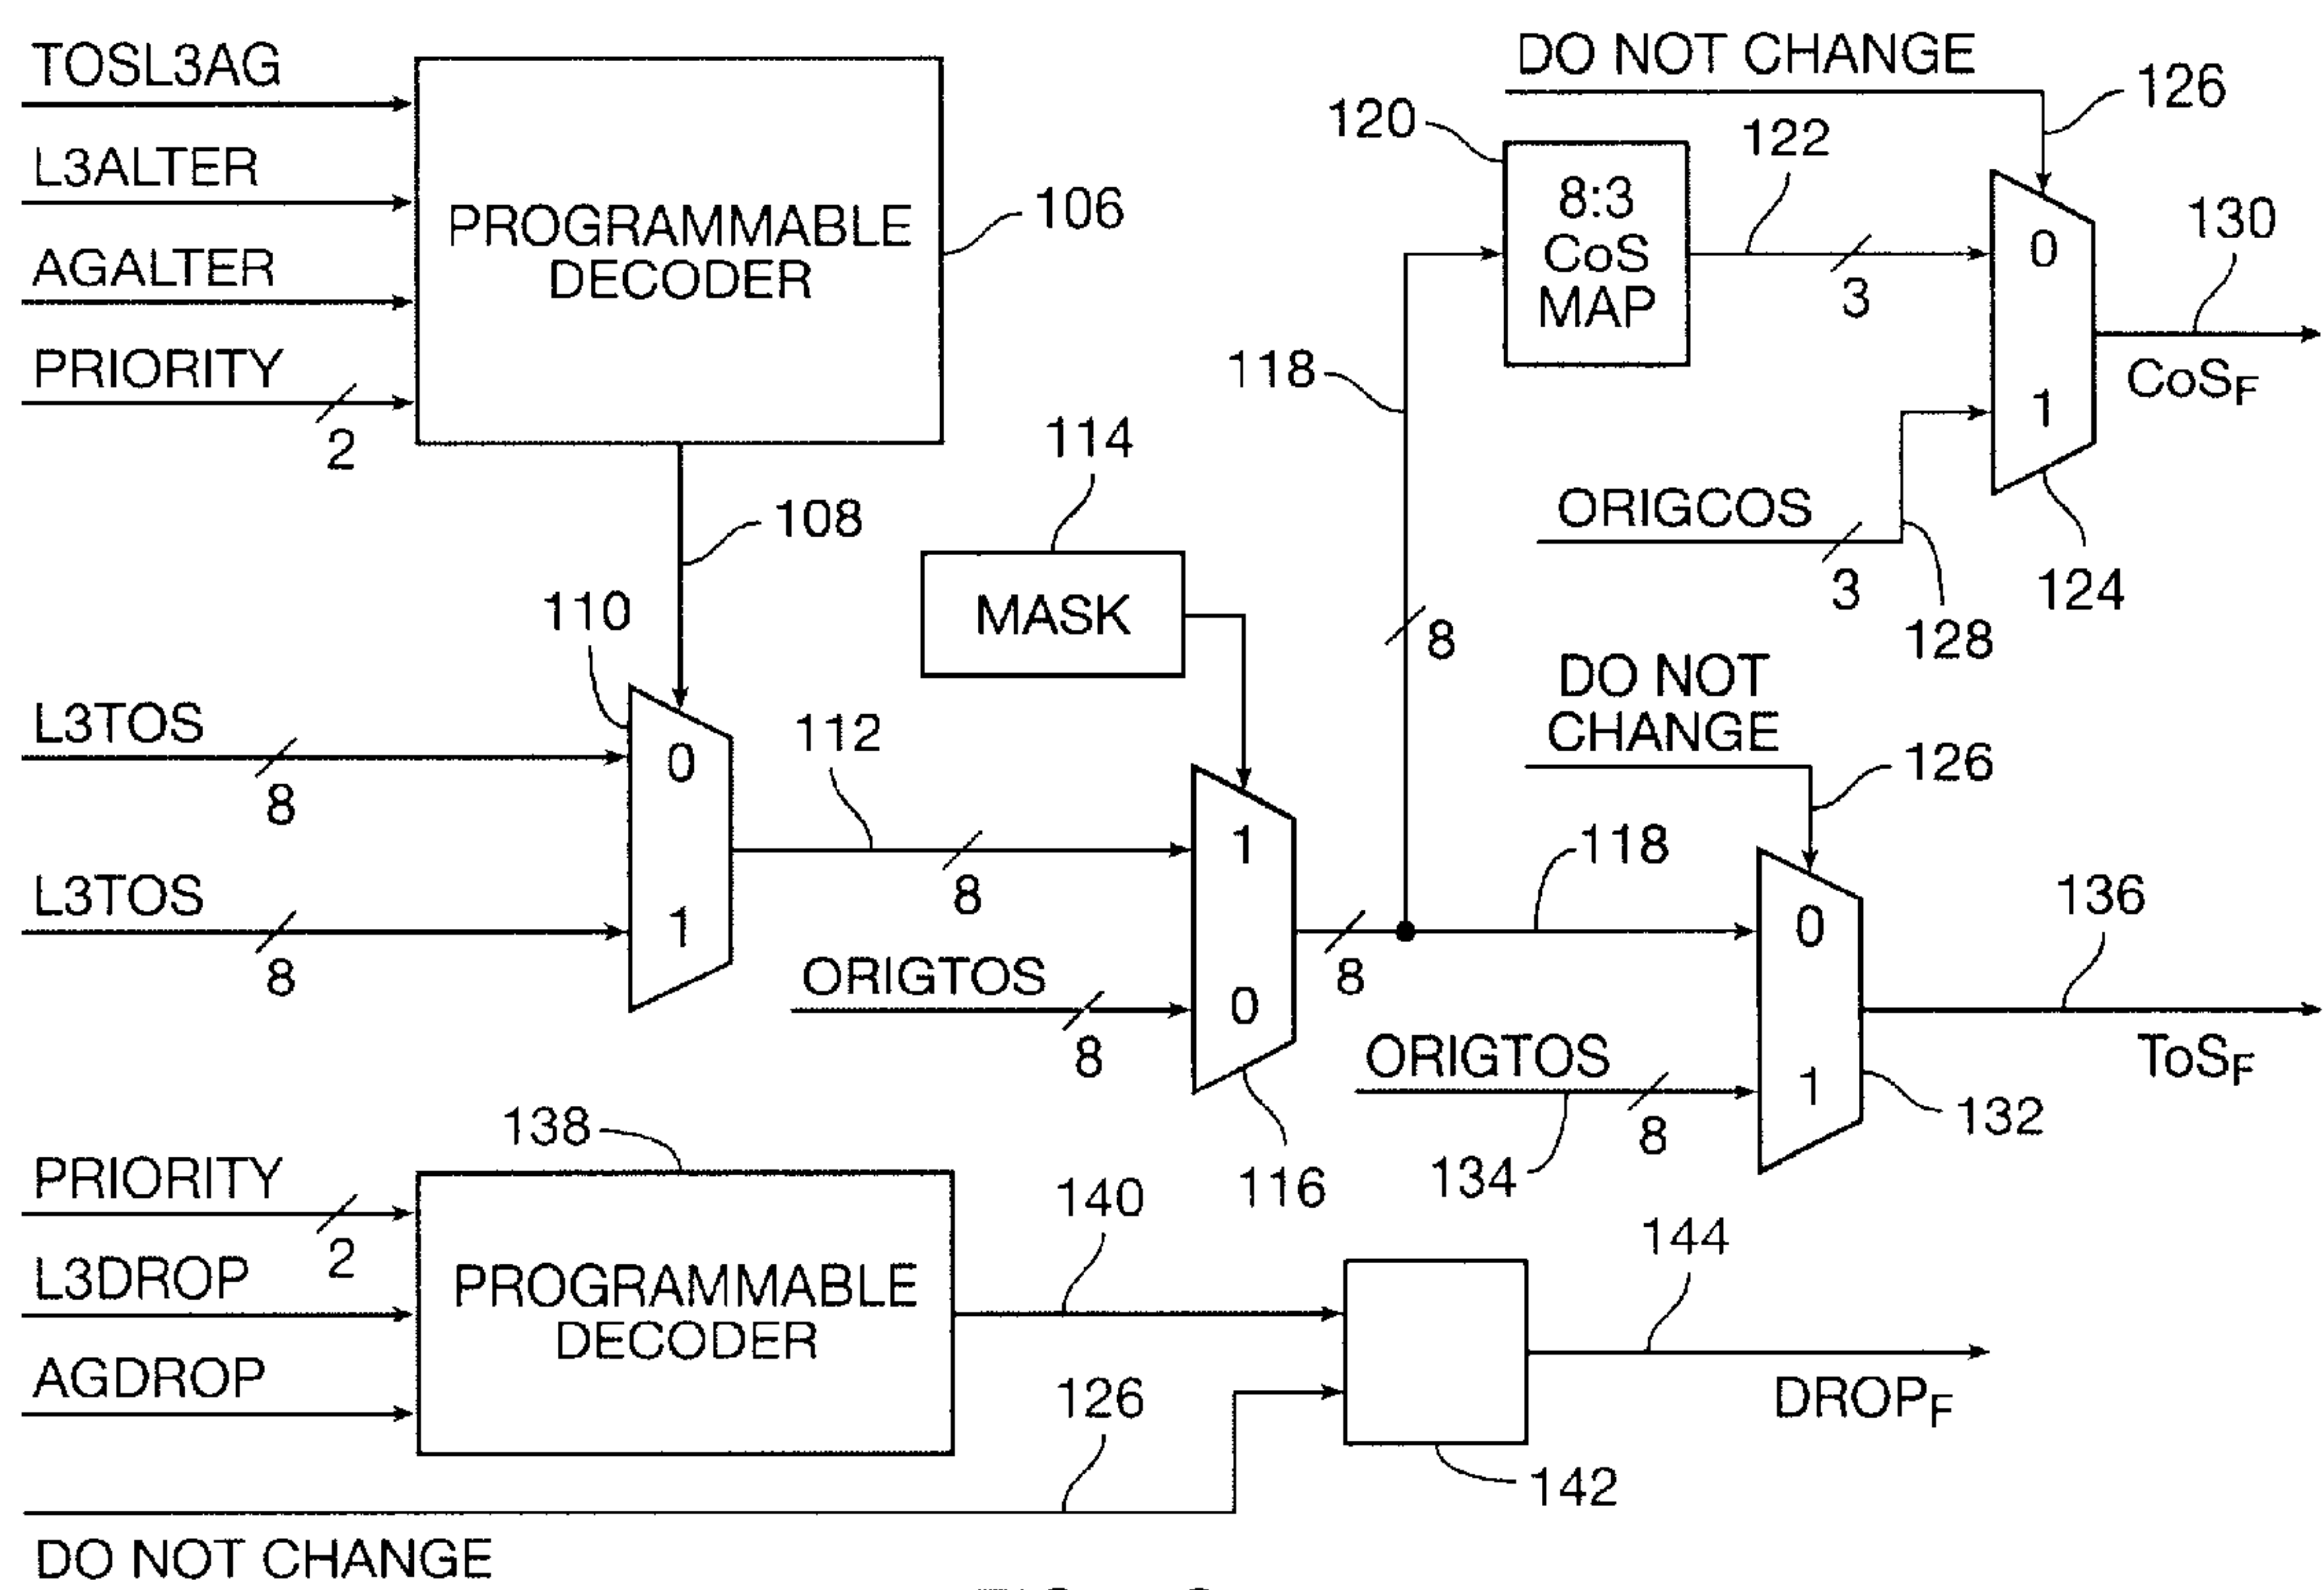 TOSL3AG
L3ALTER
AGALTER
PRIORITY
2
PROGRAMMABLE
DECODER
106
108
DO NOT CHANGE
126
120
8:3
CoS
MAP
122
3
0
1
130
CoSF
118
ORIGCOS
3
128
124
114
MASK
8
110
L3TOS
8
L3TOS
8
0
1
112
8
ORIGTOS
8
1
0
116
8
DO NOT
CHANGE
126
118
ORIGTOS
8
134
0
1
132
136
ToSF
138
PRIORITY
2
L3DROP
AGDROP
PROGRAMMABLE
DECODER
140
126
DO NOT CHANGE
142
144
DROPF